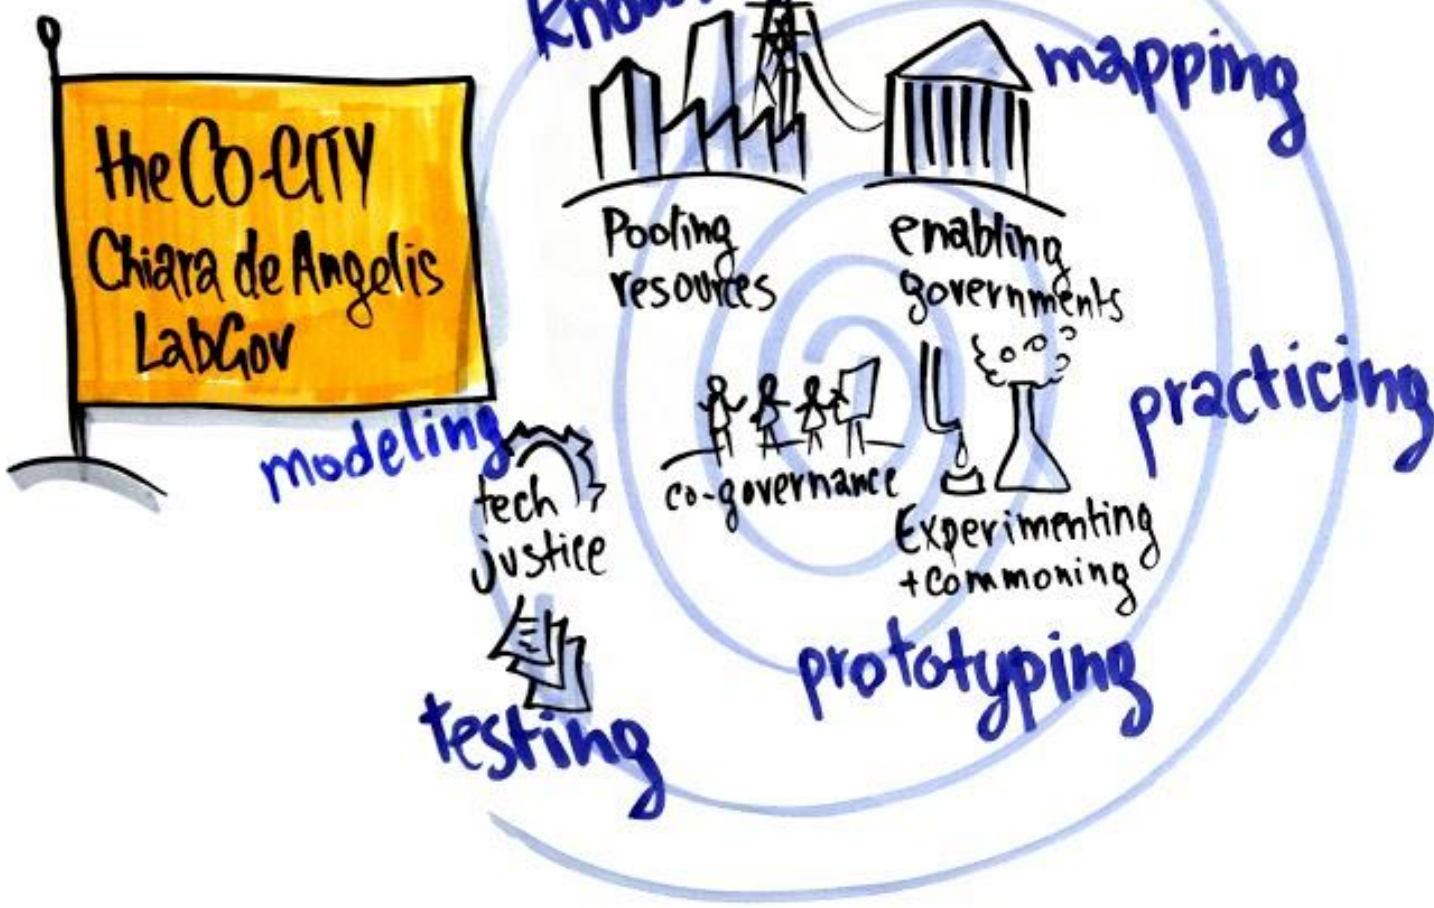 the CO-CITY
Chiara de Angelis
LabGov
mapping
Pooling
resources
enabling
governments
practicing
modeling
tech
justice
co-governance
Experimenting
+commoning
prototyping
testing